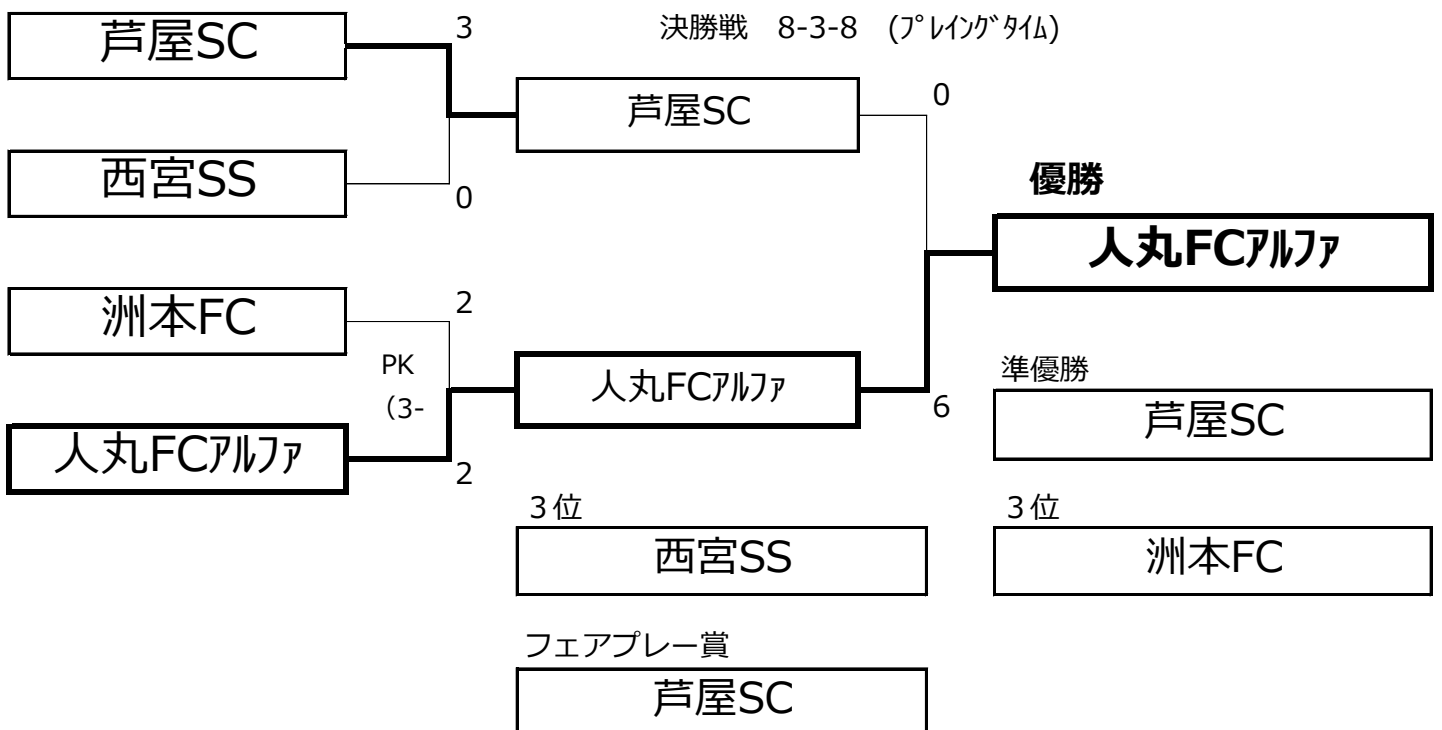 決勝戦 8-3-8 (ﾌﾟﾚｲﾝｸﾞﾀｲﾑ)
芦屋SC
3
芦屋SC
0
西宮SS
0
優勝
人丸FCｱﾙﾌｧ
洲本FC
2
PK
(3-
人丸FCｱﾙﾌｧ
6
準優勝
芦屋SC
人丸FCｱﾙﾌｧ
2
３位
西宮SS
３位
洲本FC
フェアプレー賞
芦屋SC